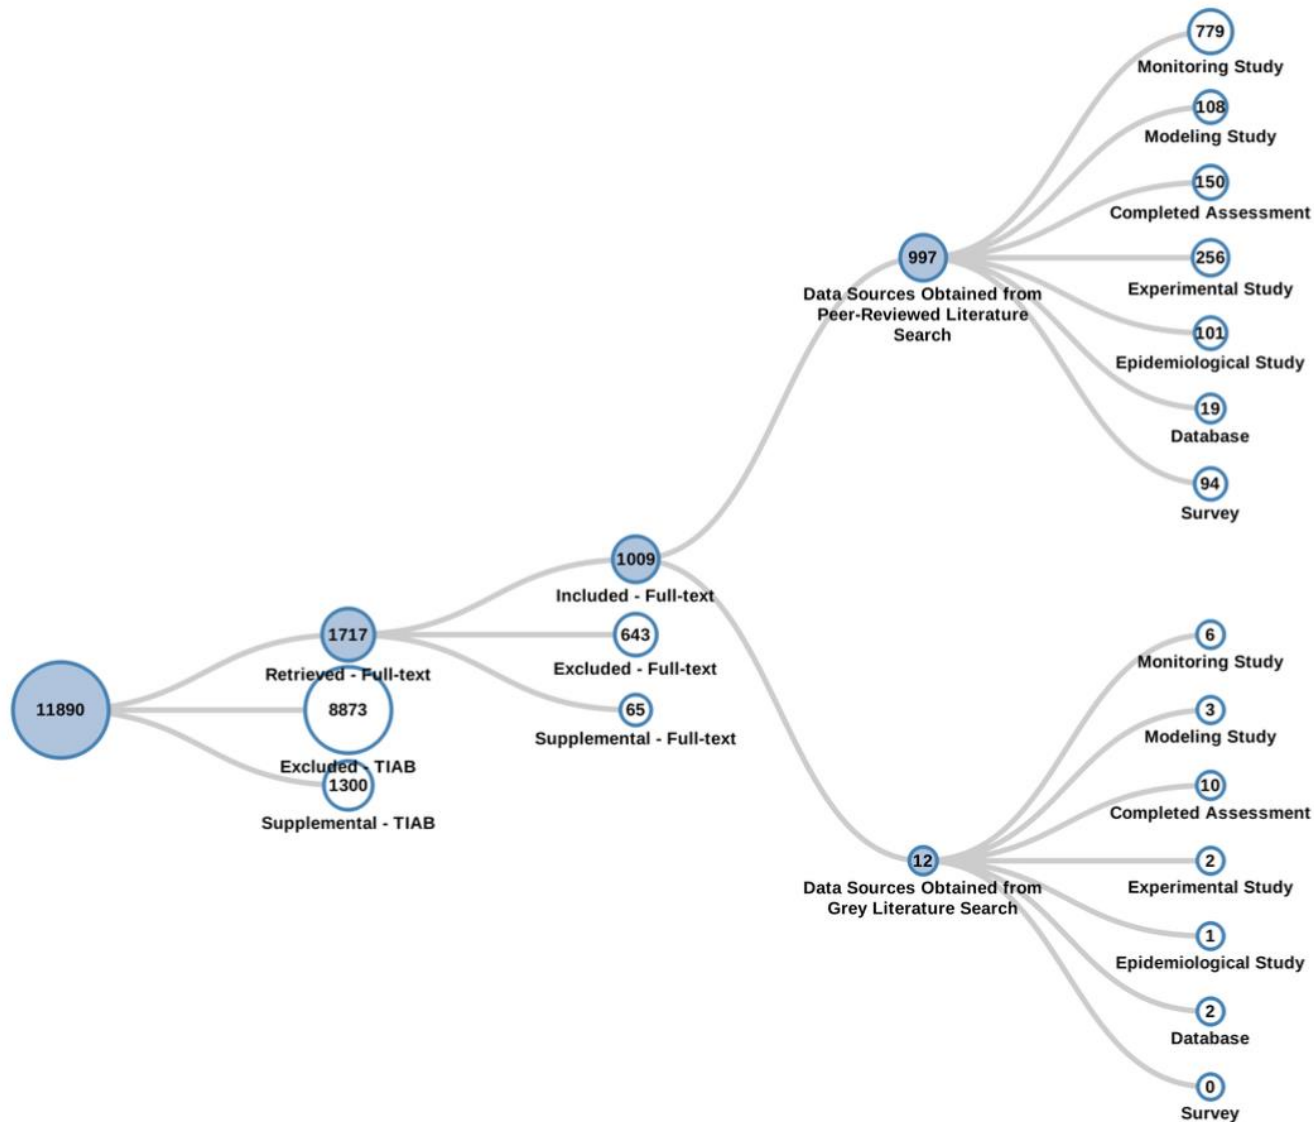 11890
1717
Retrieved - Full-text
8873
Excluded - TIAB
1300
Supplemental - TIAB
1009
Included - Full-text
643
Excluded - Full-text
65
Supplemental - Full-text
997
Data Sources Obtained from
Peer-Reviewed Literature
Search
779
Monitoring Study
108
Modeling Study
150
Completed Assessment
256
Experimental Study
101
Epidemiological Study
19
Database
94
Survey
12
Data Sources Obtained from
Grey Literature Search
6
Monitoring Study
3
Modeling Study
10
Completed Assessment
2
Experimental Study
1
Epidemiological Study
2
Database
0
Survey